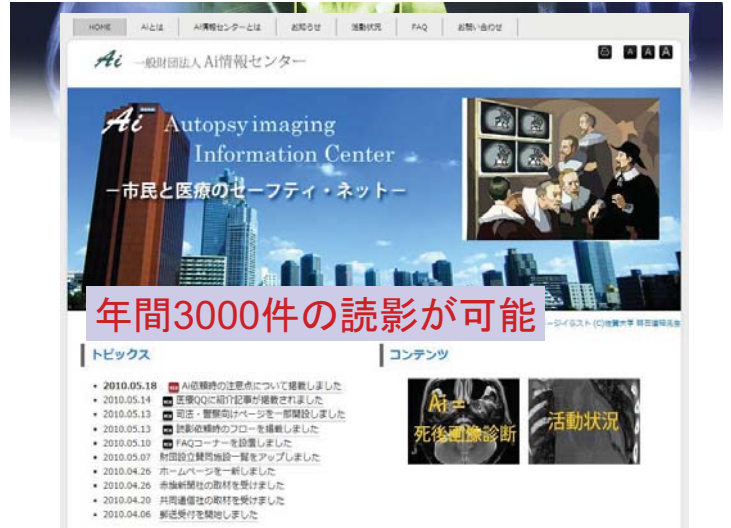 HOME Aiとは Ai情報センターとは お知らせ 活動状況 FAQ お問い合わせ
Ai 一般財団法人 Ai情報センター
A A A
Ai Autopsy imaging
Information Center
－市民と医療のセーフティ・ネット－
年間3000件の読影が可能
トピックス
• 2010.05.18 Ai依頼時の注意点について掲載しました
• 2010.05.14 医療QQに紹介記事が掲載されました
• 2010.05.13 司法・警察向けページを一部開設しました
• 2010.05.13 読影依頼時のフローを掲載しました
• 2010.05.10 FAQコーナーを設置しました
• 2010.05.07 財団設立賛同施設一覧をアップしました
• 2010.04.26 ホームページを一新しました
• 2010.04.26 赤旗新聞社の取材を受けました
• 2010.04.20 共同通信社の取材を受けました
• 2010.04.06 郵送受付を開始しました
コンテンツ
Ai =
死後画像診断
活動状況